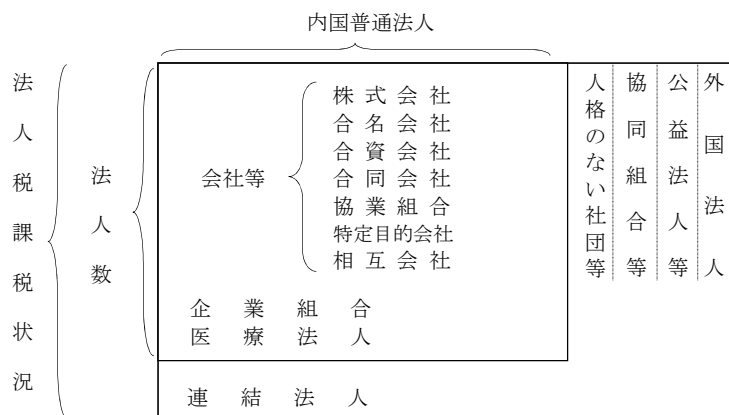 内国普通法人
法人税課税状況
法人数
会社等
株式会社
合名会社
合資会社
合同会社
協業組合
特定目的会社
相互会社
企業組合
医療法人
連結法人
人格のない社団等
協同組合等
公益法人等
外国法人